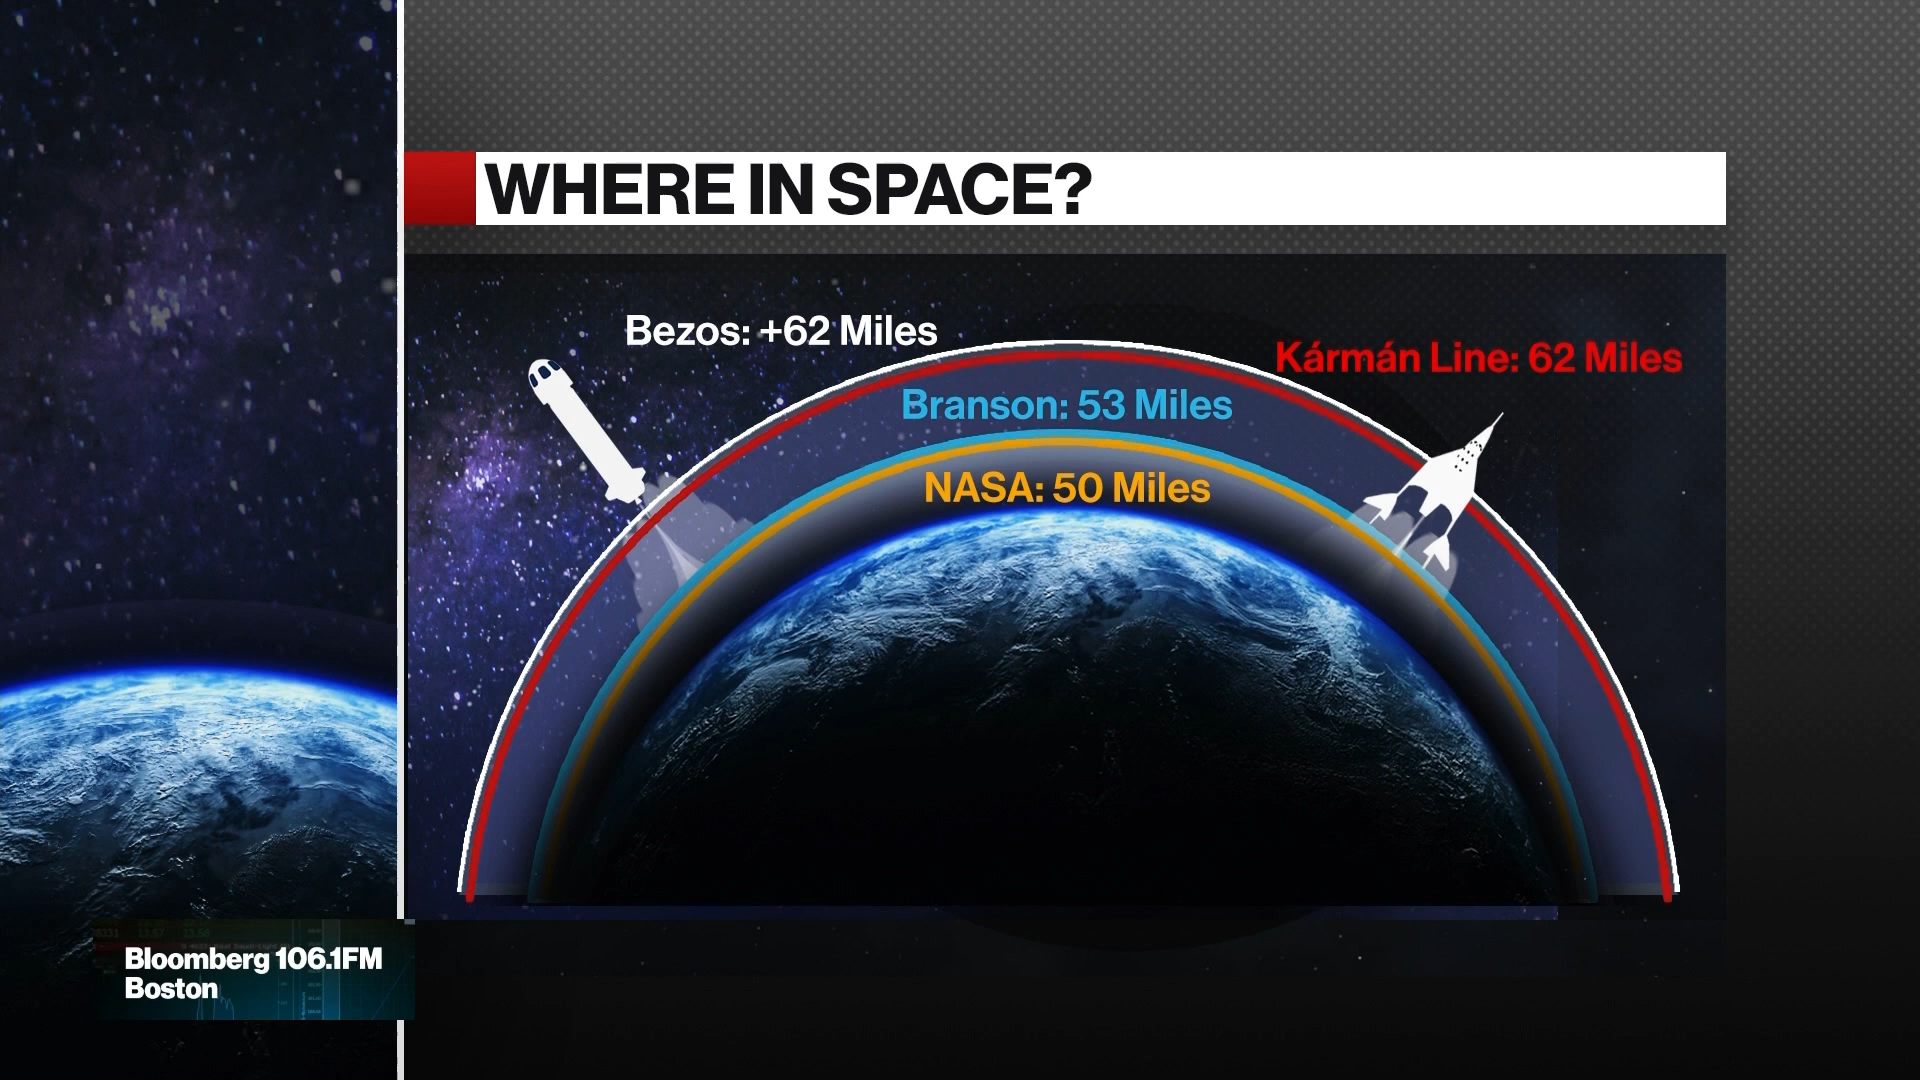 WHERE IN SPACE?
Bezos: +62 Miles
Kármán Line: 62 Miles
Branson: 53 Miles
NASA: 50 Miles
Bloomberg 106.1FM
Boston